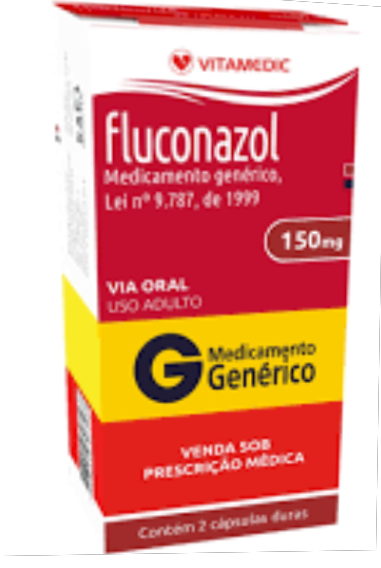 VITAMEDIC
fluconazol
Medicamento genérico,
Lei nº 9.787, de 1999
150mg
VIA ORAL
USO ADULTO
G Medicamento
Genérico
VENDA SOB
PRESCRIÇÃO MÉDICA
Contém 2 cápsulas duras